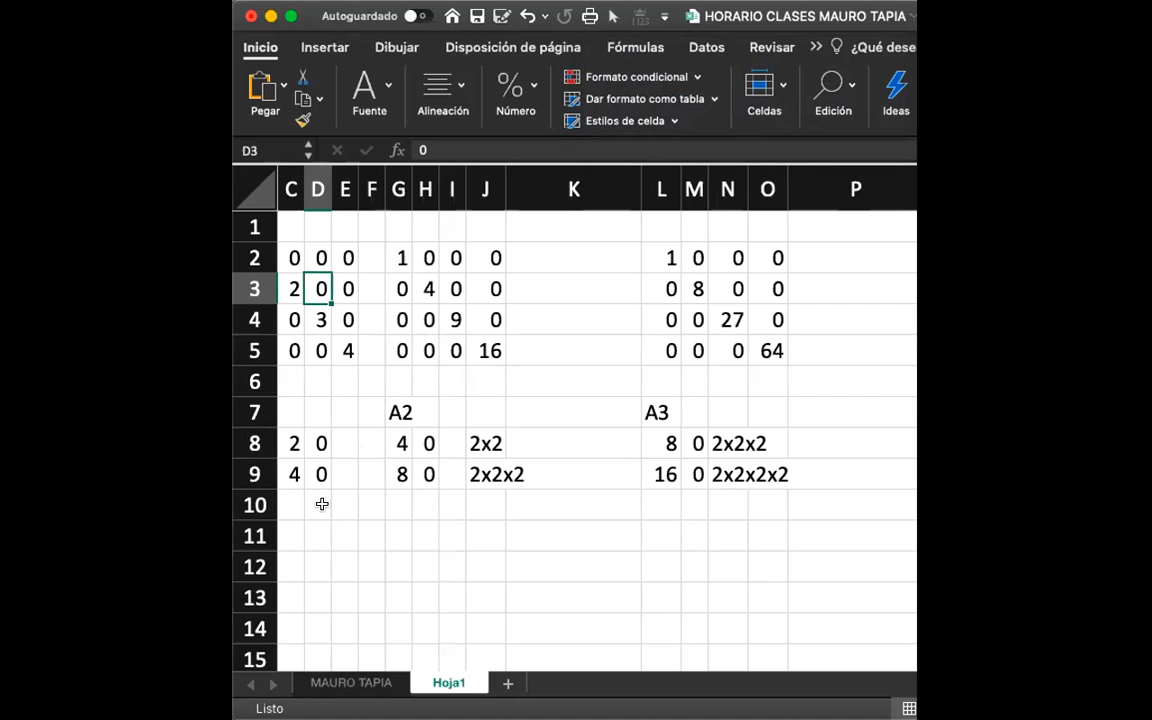 Autoguardado HORARIO CLASES MAURO TAPIA
Inicio Insertar Dibujar Disposición de página Fórmulas Datos Revisar >> ¿Qué dese
Pegar Fuente Alineación Número Formato condicional Dar formato como tabla Estilos de celda Celdas Edición Ideas
D3 fx 0
C D E F G H I J K L M N O P
1
2 0 0 0 1 0 0 0 1 0 0 0
3 2 0 0 0 4 0 0 0 8 0 0
4 0 3 0 0 0 9 0 0 0 27 0
5 0 0 4 0 0 0 16 0 0 0 64
6
7 A2 A3
8 2 0 4 0 2x2 8 0 2x2x2
9 4 0 8 0 2x2x2 16 0 2x2x2x2
10
11
12
13
14
15
MAURO TAPIA Hoja1 +
Listo